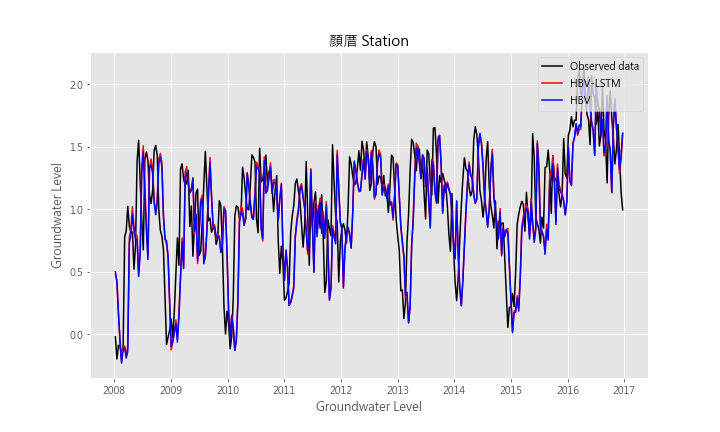 顏厝 Station
Observed data
HBV-LSTM
HBV
Groundwater Level
2.0
1.5
1.0
0.5
0.0
2008 2009 2010 2011 2012 2013 2014 2015 2016 2017
Groundwater Level